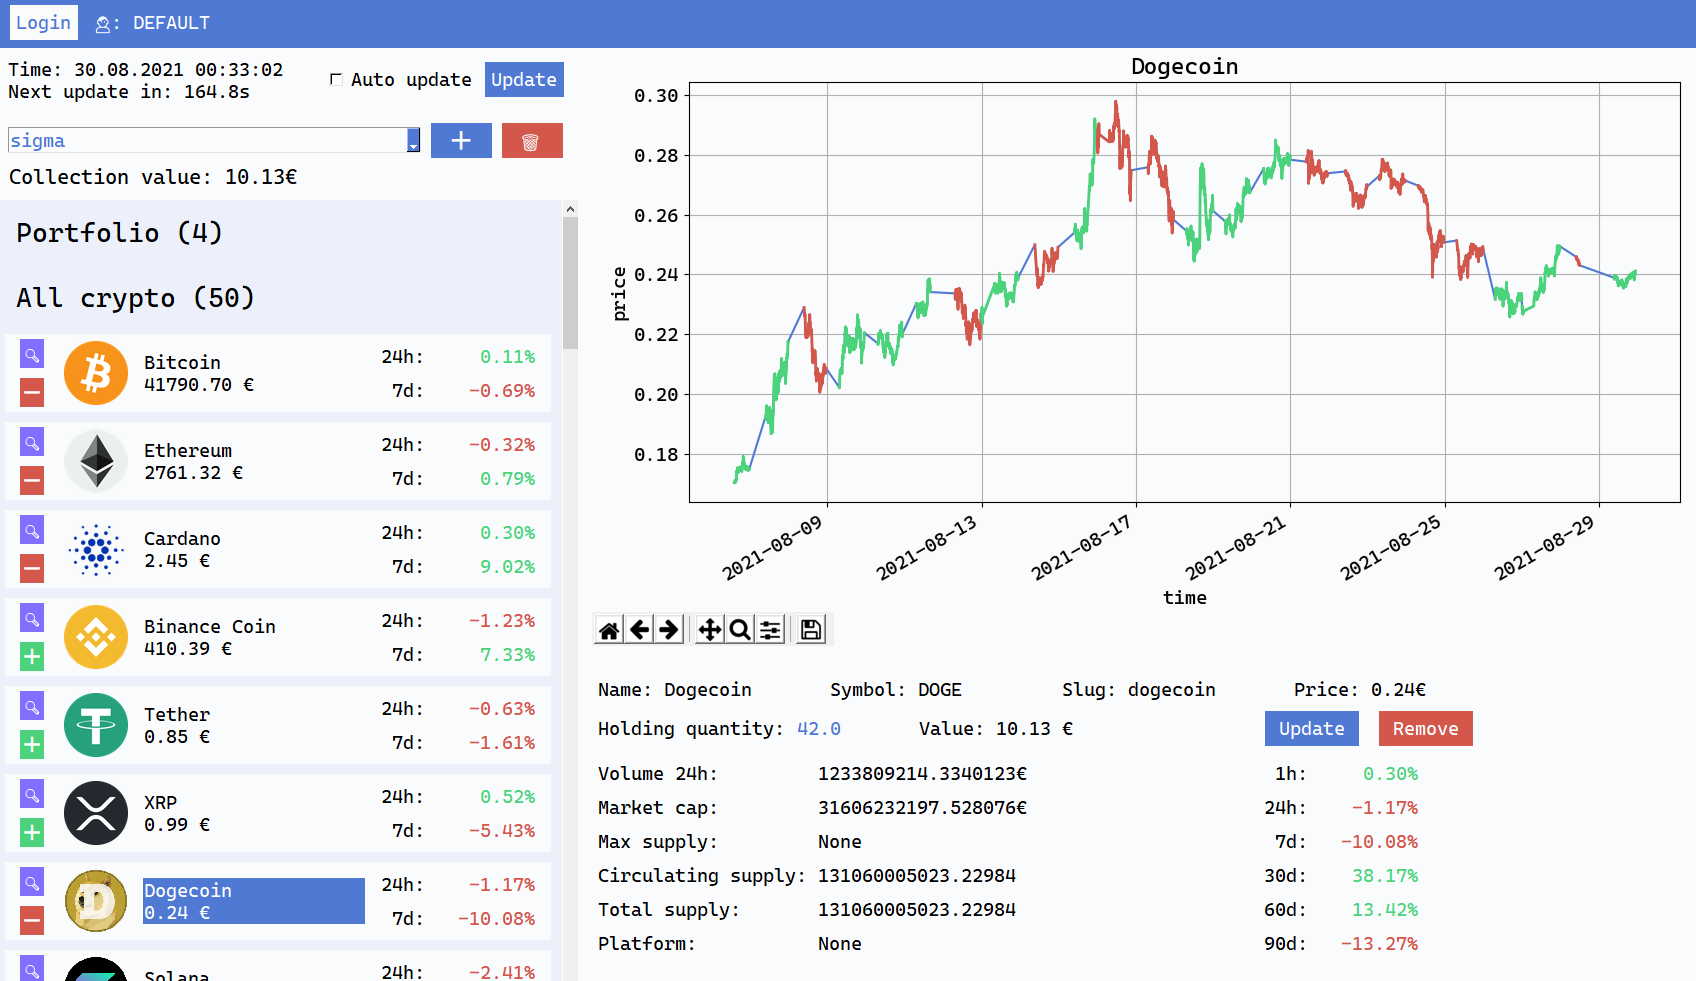 Login : DEFAULT
Time: 30.08.2021 00:33:02
Next update in: 164.8s
Auto update
Update
sigma
Collection value: 10.13€
Portfolio (4)
All crypto (50)
Bitcoin
41790.70 €
24h: 0.11%
7d: -0.69%
Ethereum
2761.32 €
24h: -0.32%
7d: 0.79%
Cardano
2.45 €
24h: 0.30%
7d: 9.02%
Binance Coin
410.39 €
24h: -1.23%
7d: 7.33%
Tether
0.85 €
24h: -0.63%
7d: -1.61%
XRP
0.99 €
24h: 0.52%
7d: -5.43%
Dogecoin
0.24 €
24h: -1.17%
7d: -10.08%
Solana
24h: -2.41%
Dogecoin
0.30
0.28
0.26
0.24
0.22
0.20
0.18
price
2021-08-09
2021-08-13
2021-08-17
2021-08-21
2021-08-25
2021-08-29
time
Name: Dogecoin Symbol: DOGE Slug: dogecoin Price: 0.24€
Holding quantity: 42.0 Value: 10.13 € Update Remove
Volume 24h: 1233809214.3340123€ 1h: 0.30%
Market cap: 31606232197.528076€ 24h: -1.17%
Max supply: None 7d: -10.08%
Circulating supply: 131060005023.22984 30d: 38.17%
Total supply: 131060005023.22984 60d: 13.42%
Platform: None 90d: -13.27%